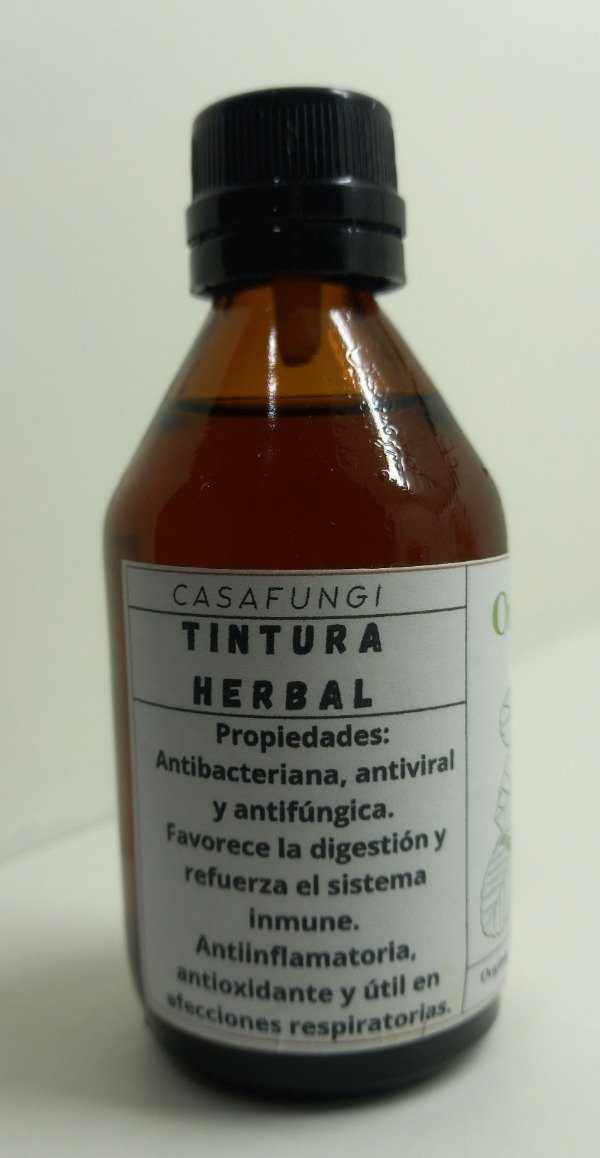 CASAFUNGI
TINTURA
HERBAL
Propiedades:
Antibacteriana, antiviral
y antifúngica.
Favorece la digestión y
refuerza el sistema
inmune.
Antiinflamatoria,
antioxidante y útil en
afecciones respiratorias.